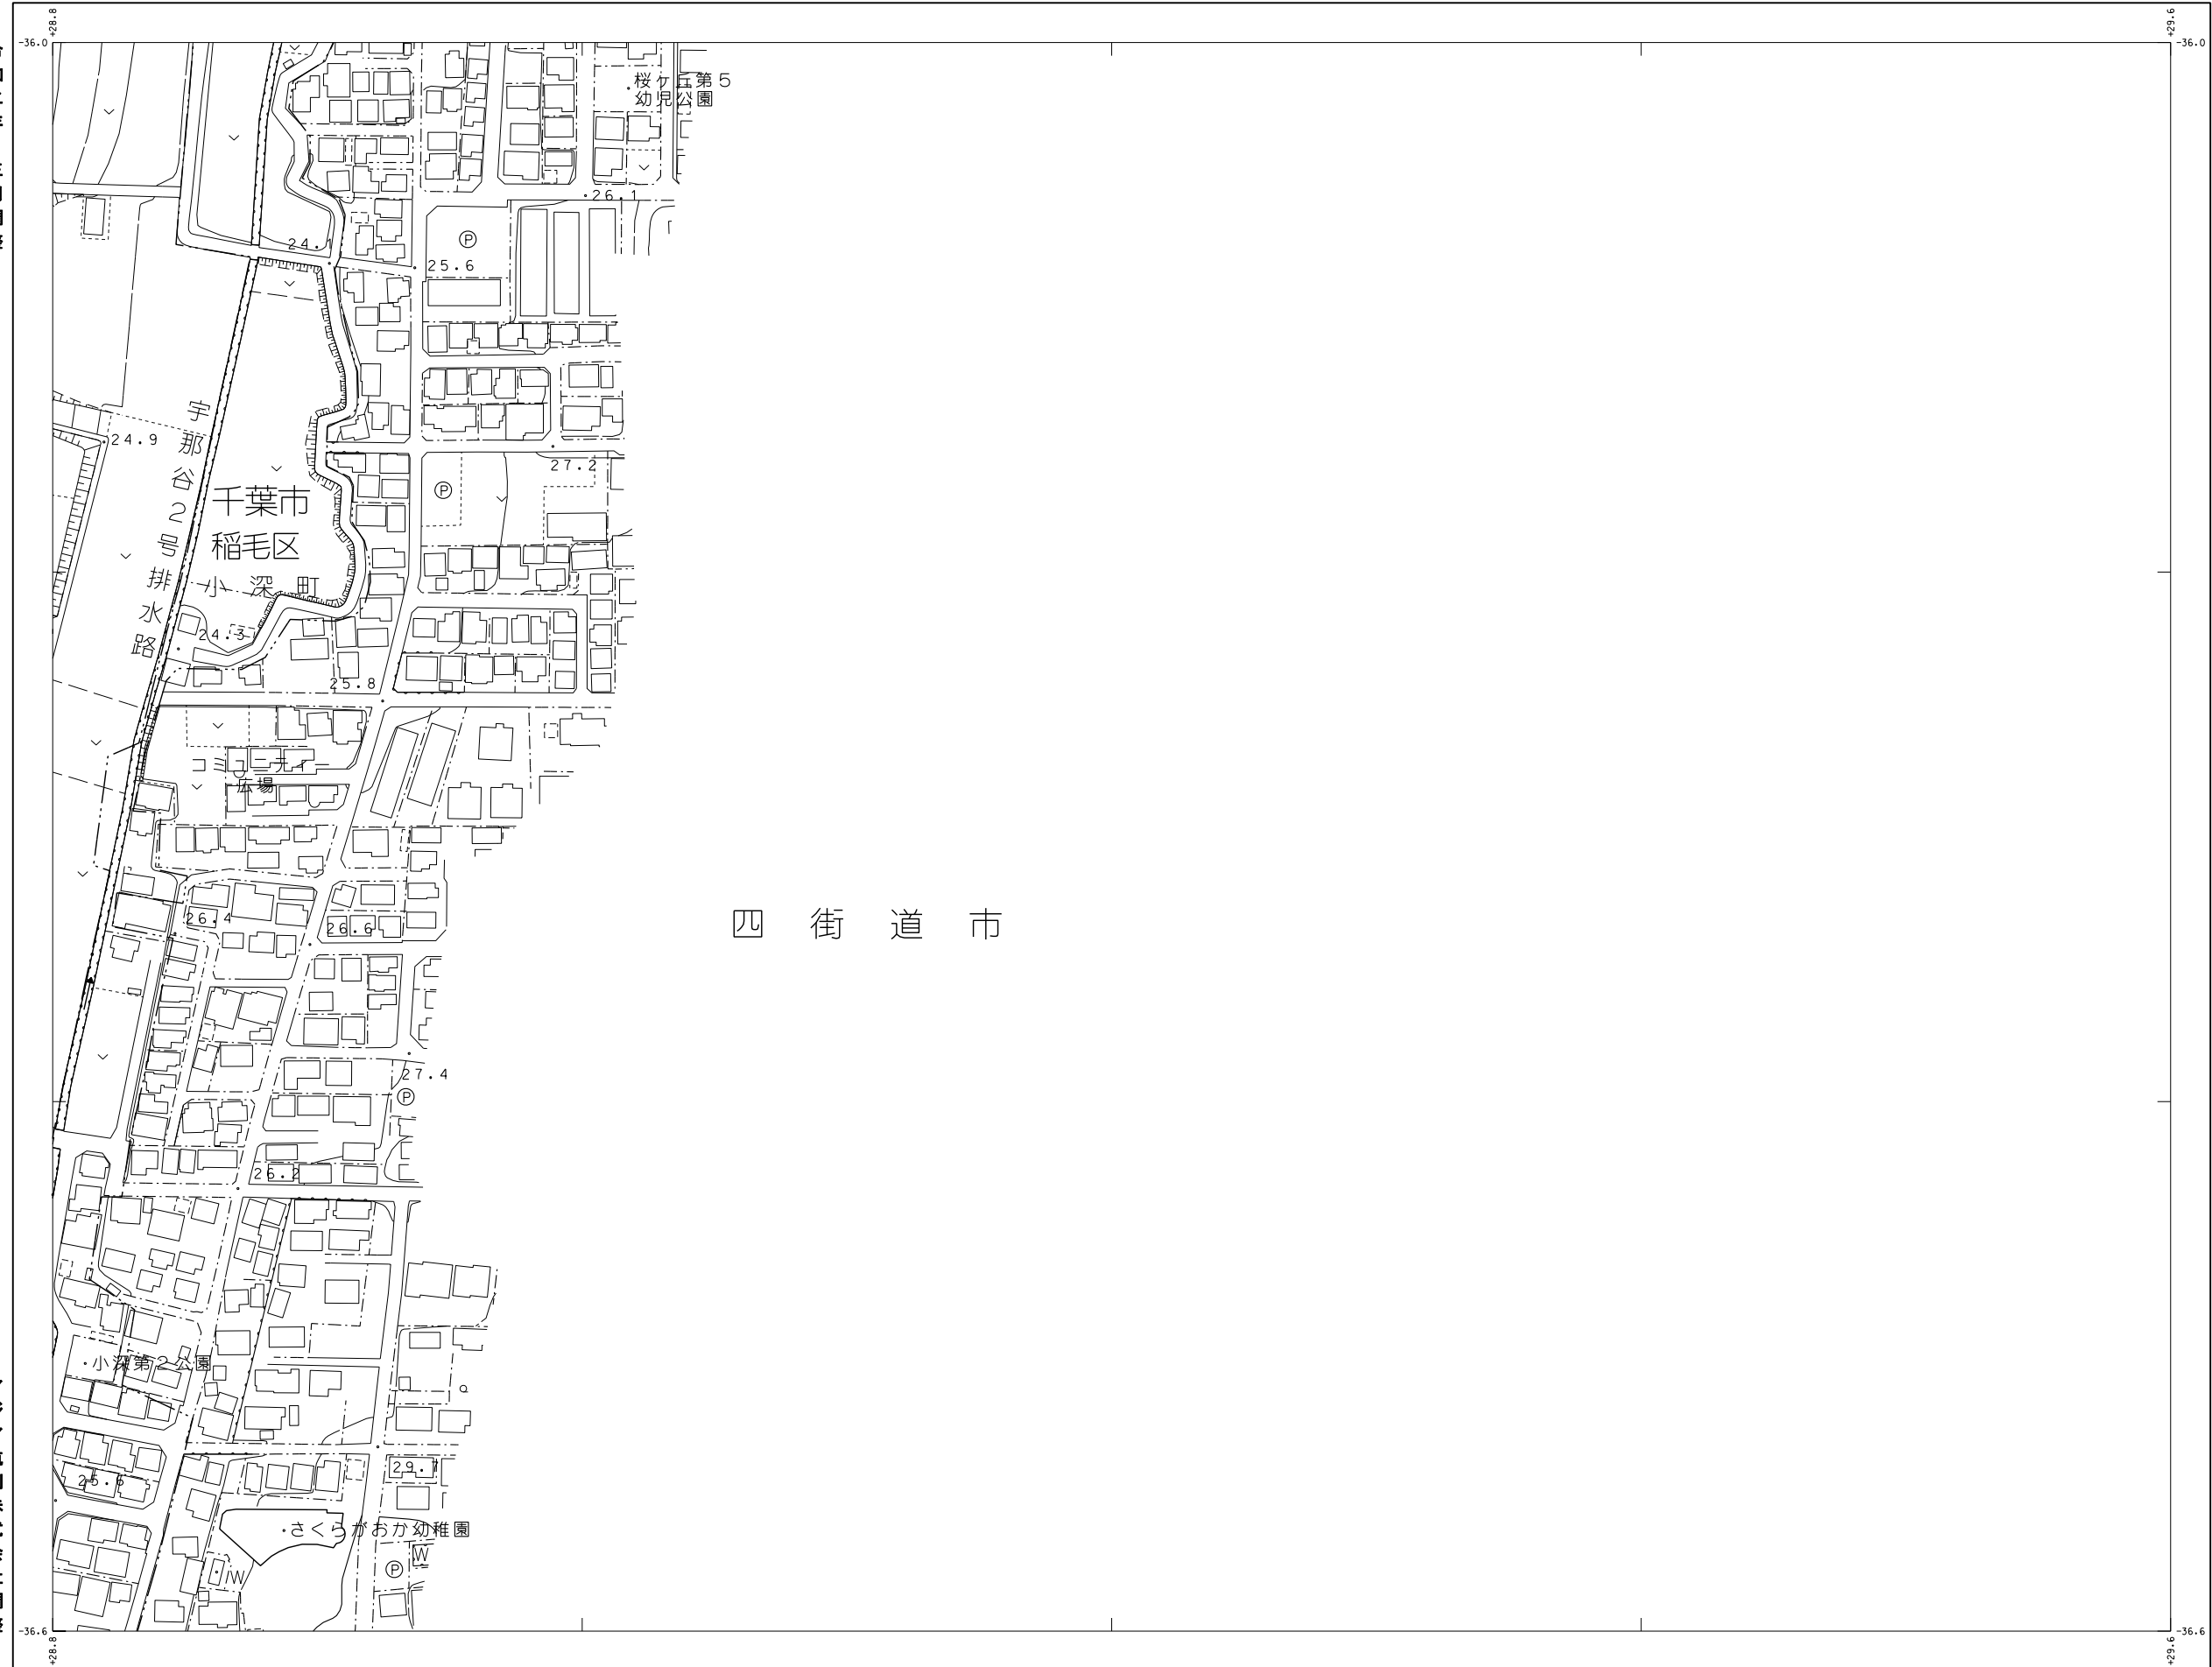 +28.8
+29.6
-36.0
-36.0
桜ヶ丘第5
幼児公園
26.1
P
24.1
25.6
24.9
27.2
P
宇那谷2号排水路
千葉市
稲毛区
小深町
24.3
25.8
コミュニティー
広場
26.4
26.6
四街道市
27.4
P
26.2
小深第2公園
29.7
25.6
さくらがおか幼稚園
W
P
W
-36.6
-36.6
+28.8
+29.6